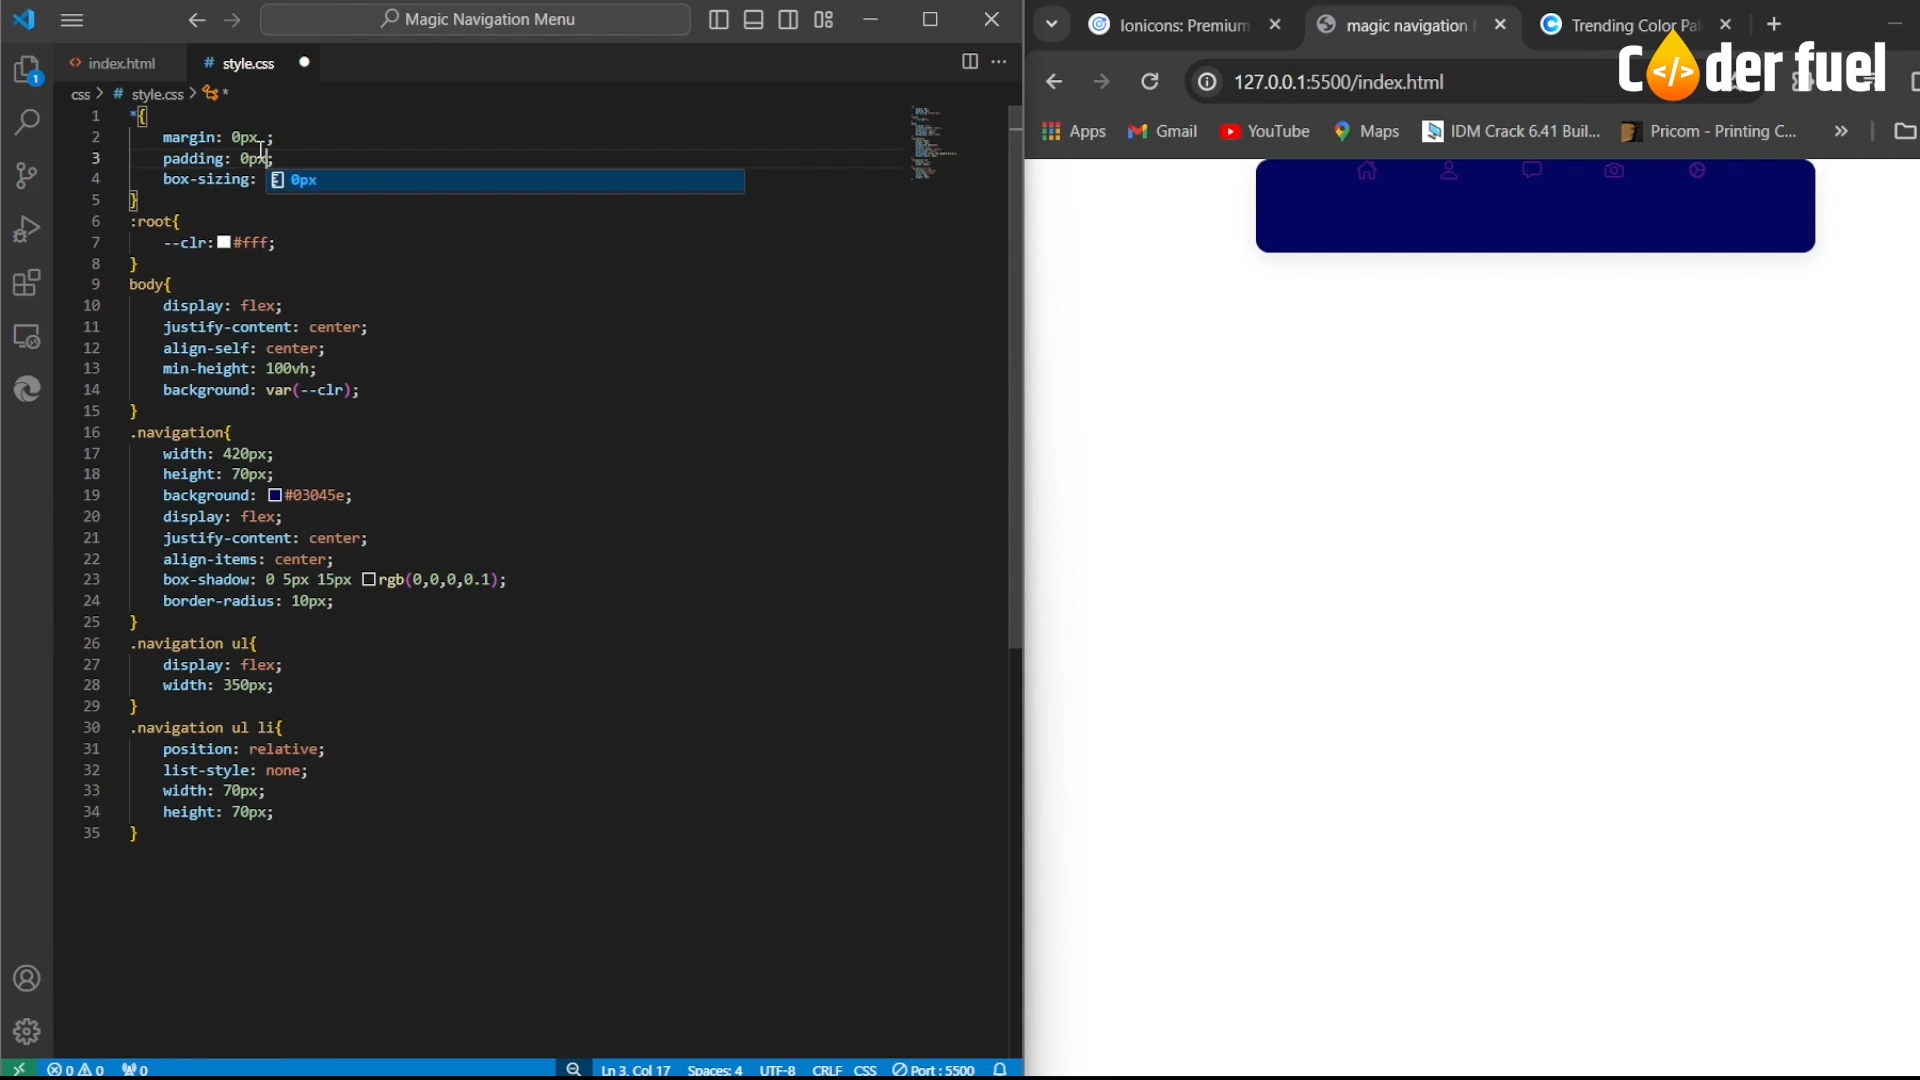 Magic Navigation Menu
index.html
# style.css
css > # style.css > *
1 *{
2 margin: 0px ;
3 padding: 0px;
4 box-sizing:
0px
5 }
6 :root{
7 --clr: #fff;
8 }
9 body{
10 display: flex;
11 justify-content: center;
12 align-self: center;
13 min-height: 100vh;
14 background: var(--clr);
15 }
16 .navigation{
17 width: 420px;
18 height: 70px;
19 background: #03045e;
20 display: flex;
21 justify-content: center;
22 align-items: center;
23 box-shadow: 0 5px 15px rgb(0,0,0,0.1);
24 border-radius: 10px;
25 }
26 .navigation ul{
27 display: flex;
28 width: 350px;
29 }
30 .navigation ul li{
31 position: relative;
32 list-style: none;
33 width: 70px;
34 height: 70px;
35 }
1
0 0 0
Ln 3, Col 17 Spaces: 4 UTF-8 CRLF CSS Port : 5500
Ionicons: Premium
magic navigation
Trending Color Pa
127.0.0.1:5500/index.html
Coder fuel
Apps Gmail YouTube Maps IDM Crack 6.41 Buil... Pricom - Printing C... »